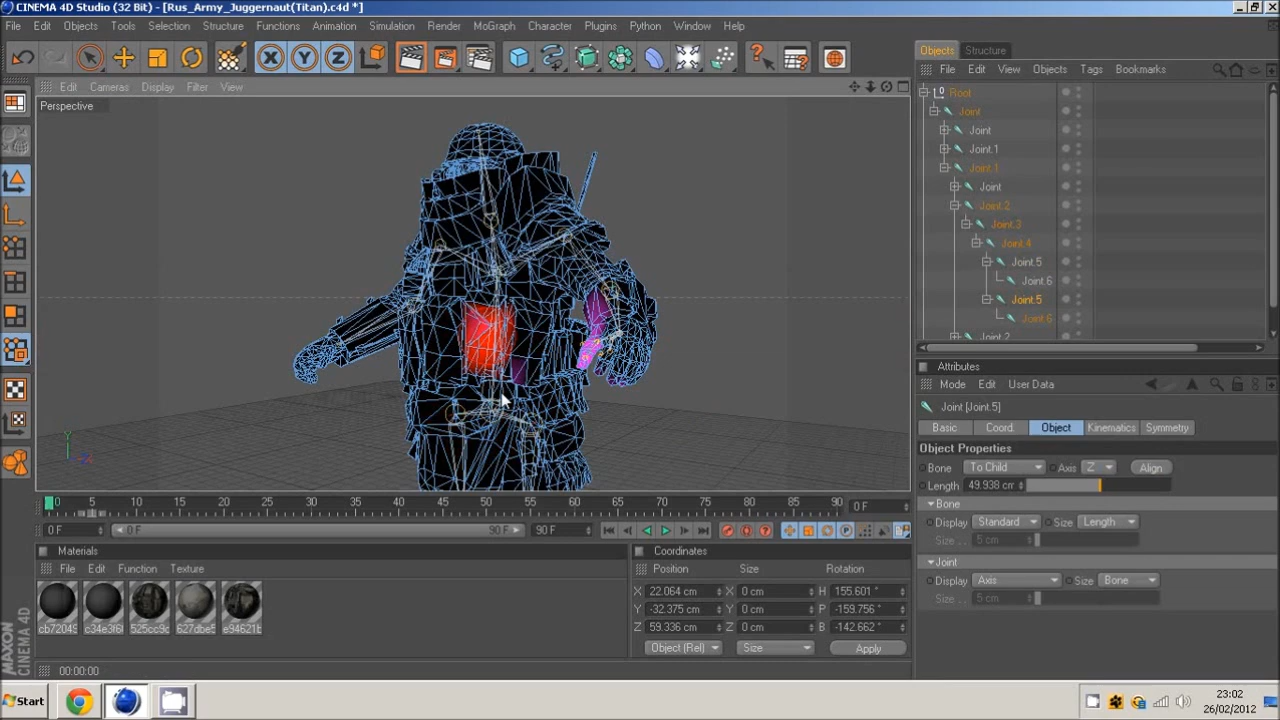 CINEMA 4D Studio (32 Bit) - [Rus_Army_Juggernaut(Titan).c4d *]
File Edit Objects Tools Selection Structure Functions Animation Simulation Render MoGraph Character Plugins Python Window Help
X Y Z
Edit Cameras Display Filter View
Perspective
Objects Structure
File Edit View Objects Tags Bookmarks
Root
Joint
Joint
Joint.1
Joint.1
Joint
Joint.2
Joint.3
Joint.4
Joint.5
Joint.6
Joint.5
Joint.6
Joint.2
Attributes
Mode Edit User Data
Joint [Joint.5]
Basic Coord. Object Kinematics Symmetry
Object Properties
Bone To Child Axis Z Align
Length 49.938 cm
Bone
Display Standard Size Length
Size . . 5 cm
Joint
Display Axis Size Bone
Size . . 5 cm
Y
Z
0 5 10 15 20 25 30 35 40 45 50 55 60 65 70 75 80 85 90 0 F
0 F 0 F 90 F 90 F
Materials
File Edit Function Texture
cb72049 c34e3f6 525cc9c 627dbe5 e94621b
Coordinates
Position Size Rotation
X 22.064 cm X 0 cm H 155.601 °
Y -32.375 cm Y 0 cm P -159.756 °
Z 59.336 cm Z 0 cm B -142.662 °
Object (Rel) Size Apply
MAXON CINEMA 4D
00:00:00
Start
23:02
26/02/2012